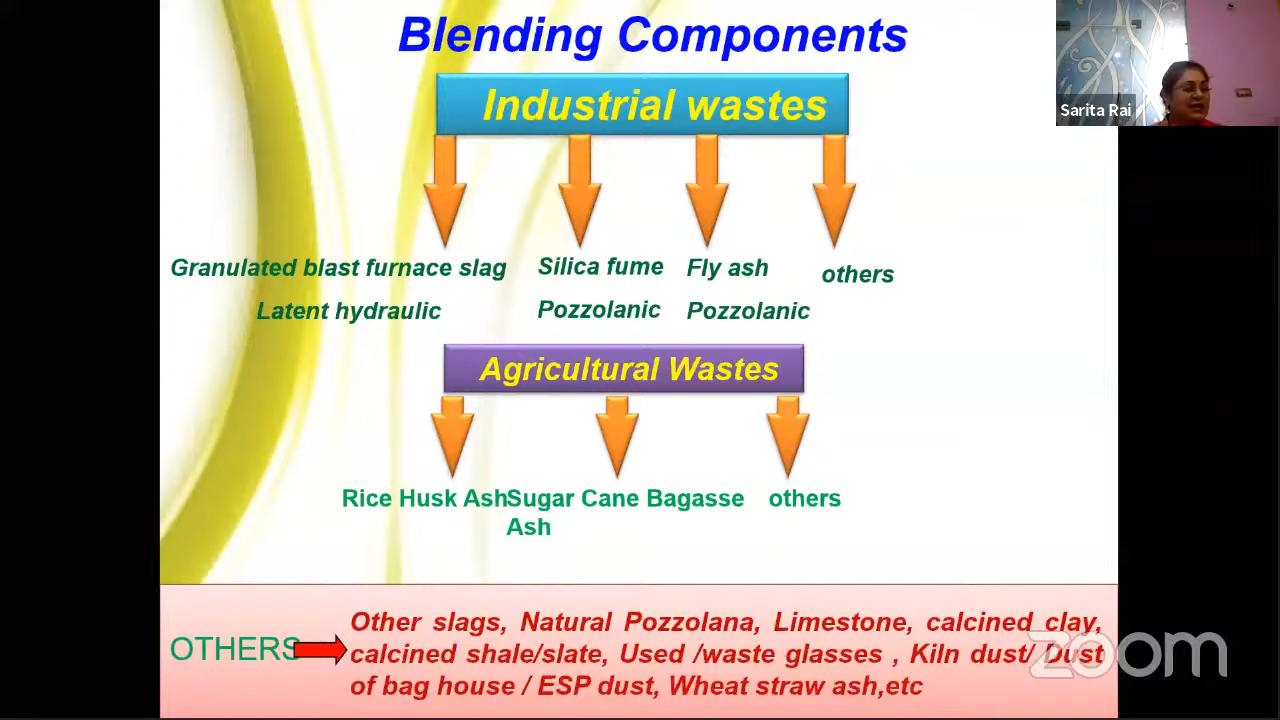 Blending Components
Sarita Rai
Industrial wastes
Granulated blast furnace slag
Latent hydraulic
Silica fume
Pozzolanic
Fly ash
Pozzolanic
others
Agricultural Wastes
Rice Husk Ash
Sugar Cane Bagasse
Ash
others
OTHERS
Other slags, Natural Pozzolana, Limestone, calcined clay,
calcined shale/slate, Used /waste glasses , Kiln dust/ Dust
of bag house / ESP dust, Wheat straw ash,etc
zoom